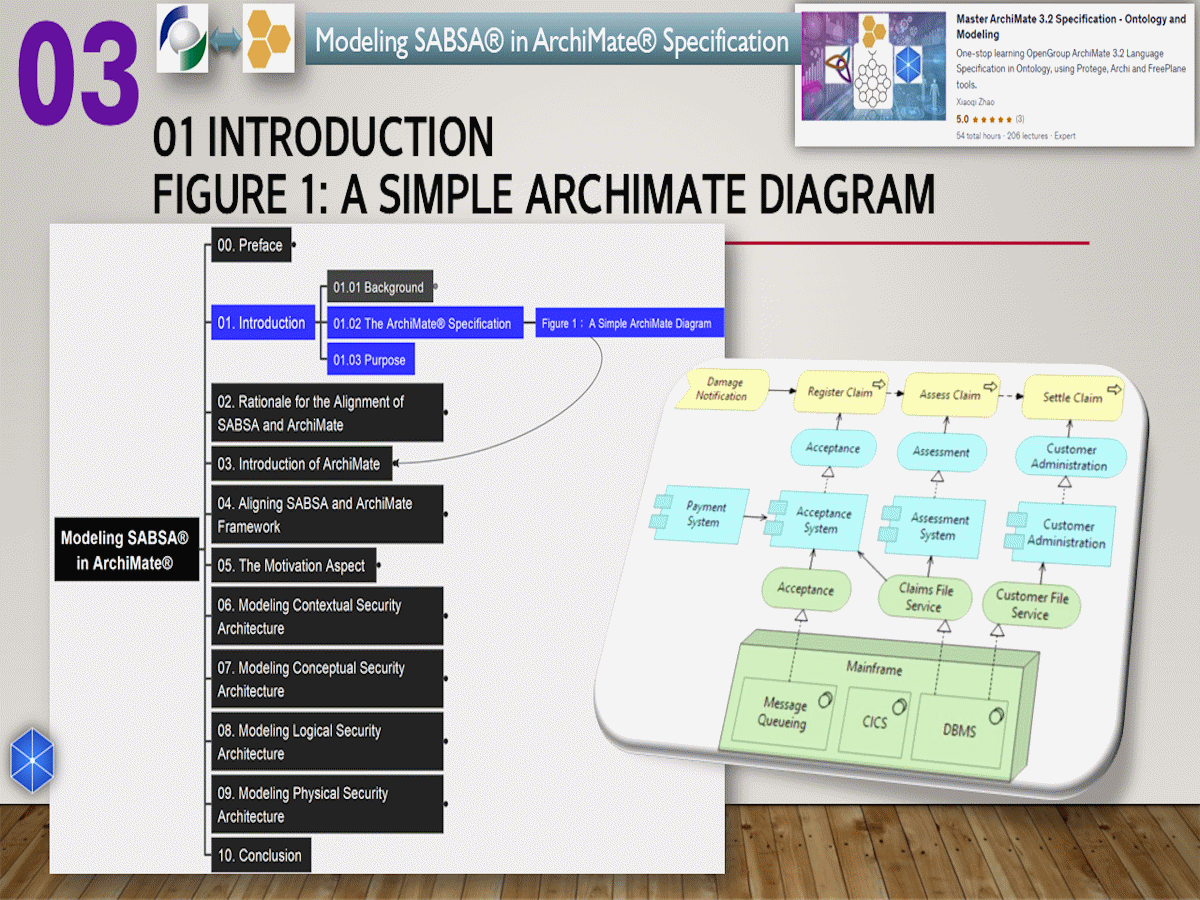 03
Modeling SABSA® in ArchiMate® Specification
Master ArchiMate 3.2 Specification - Ontology and
Modeling
One-stop learning OpenGroup ArchiMate 3.2 Language
Specification in Ontology, using Protege, Archi and FreePlane
tools.
Xiaoqi Zhao
5.0 ★★★★★ (3)
54 total hours · 206 lectures · Expert
01 INTRODUCTION
FIGURE 1: A SIMPLE ARCHIMATE DIAGRAM
Modeling SABSA®
in ArchiMate®
00. Preface
01. Introduction
01.01 Background
01.02 The ArchiMate® Specification
Figure 1： A Simple ArchiMate Diagram
01.03 Purpose
02. Rationale for the Alignment of
SABSA and ArchiMate
03. Introduction of ArchiMate
04. Aligning SABSA and ArchiMate
Framework
05. The Motivation Aspect
06. Modeling Contextual Security
Architecture
07. Modeling Conceptual Security
Architecture
08. Modeling Logical Security
Architecture
09. Modeling Physical Security
Architecture
10. Conclusion
Damage
Notification
Register Claim
Assess Claim
Settle Claim
Acceptance
Assessment
Customer
Administration
Payment
System
Acceptance
System
Assessment
System
Customer
Administration
Acceptance
Claims File
Service
Customer File
Service
Mainframe
Message
Queueing
CICS
DBMS